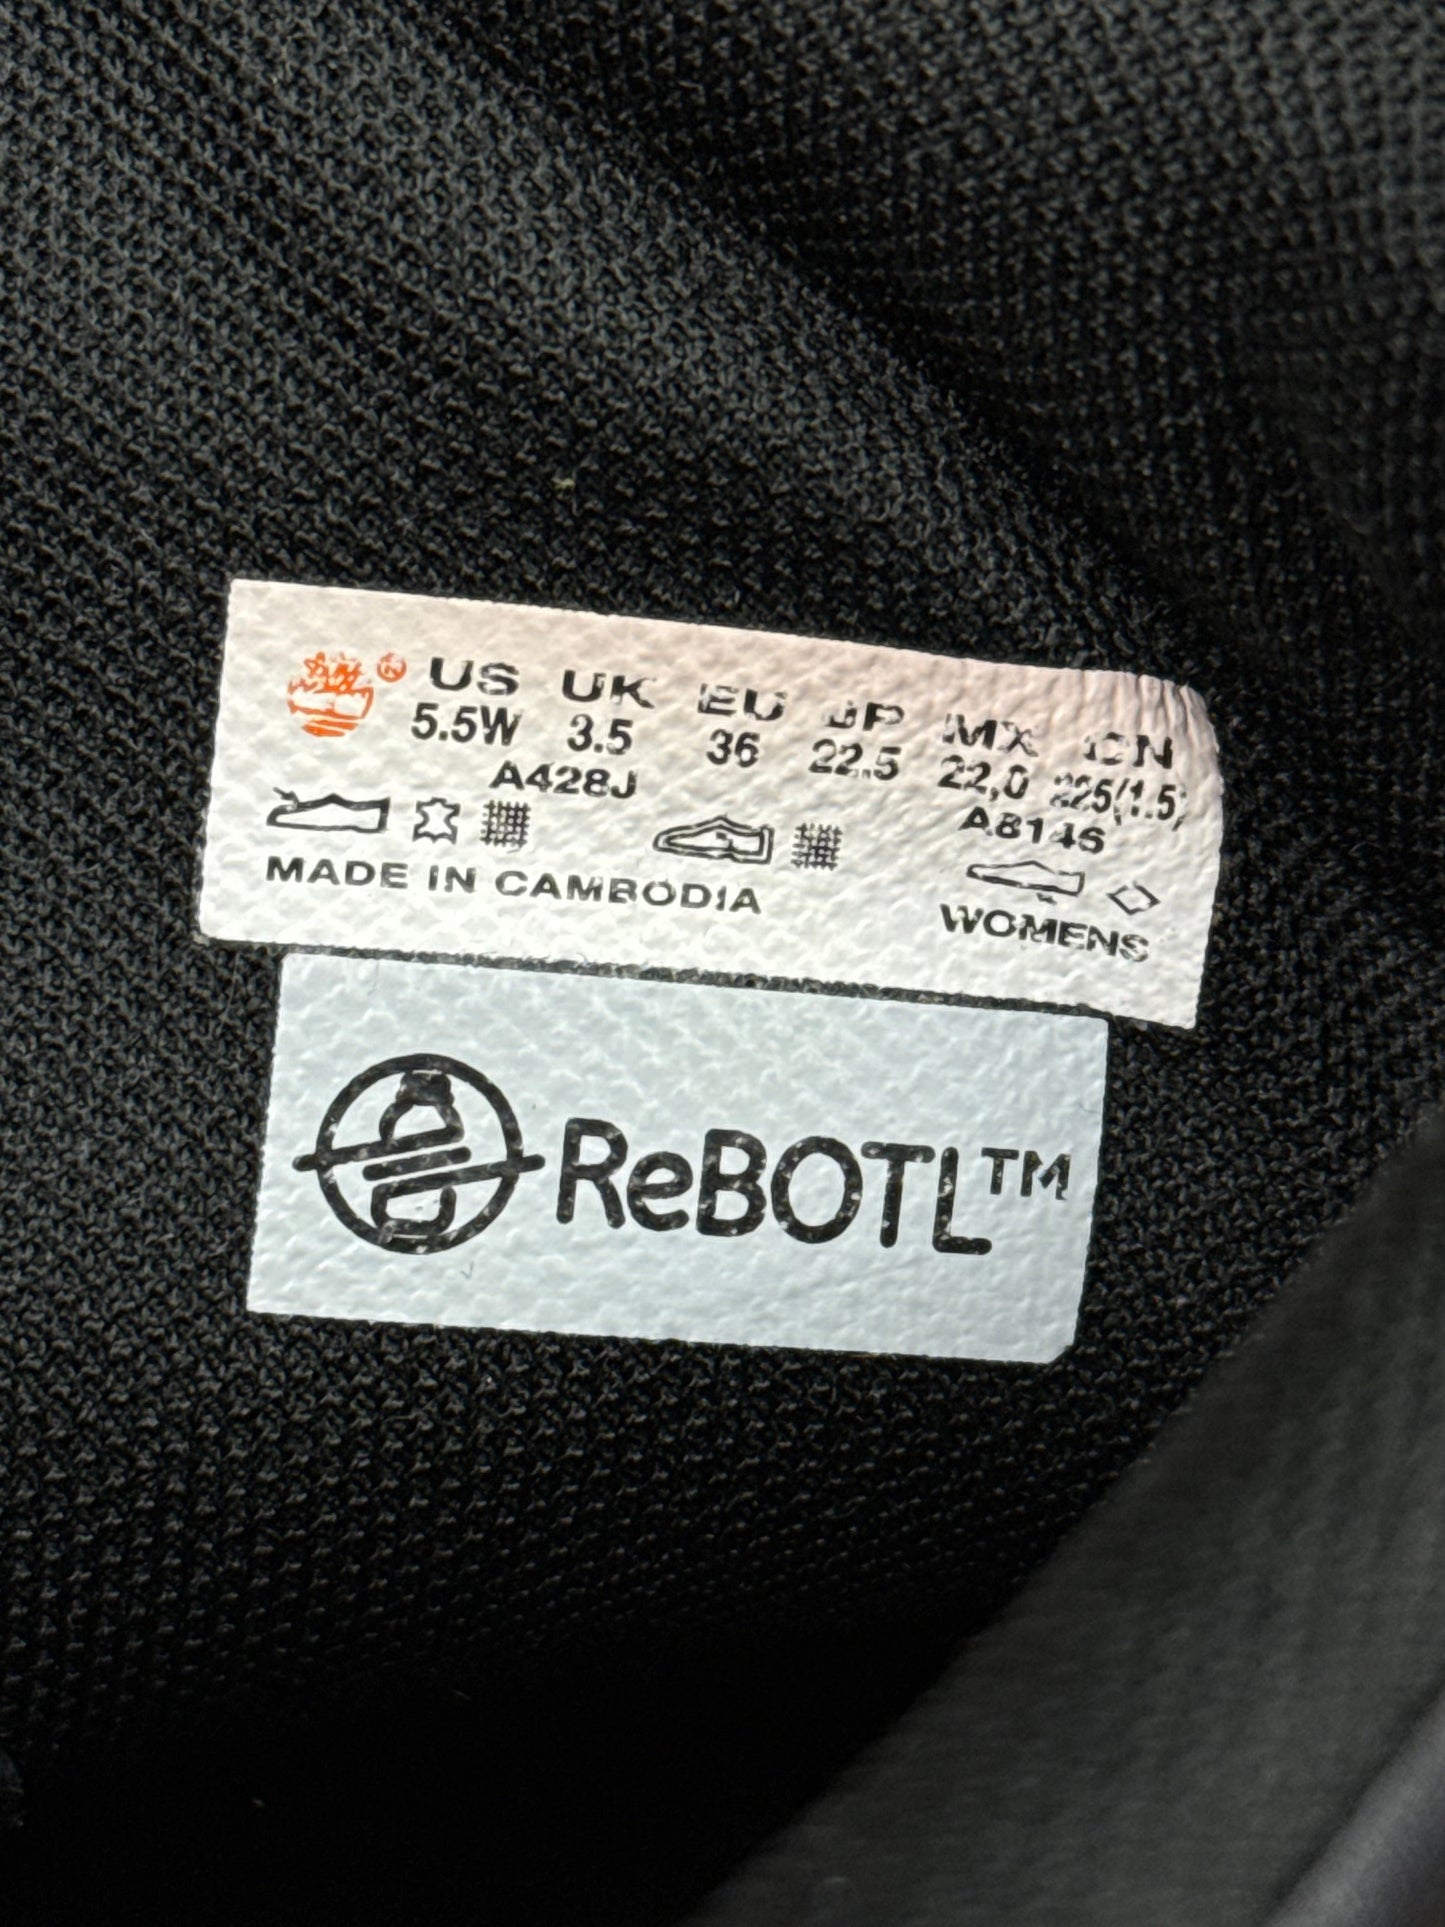 ® US UK EU JP MX CN
5.5W 3.5 36 22.5 22,0 225(1.5)
A428J A8146
MADE IN CAMBODIA WOMENS
ReBOTL™